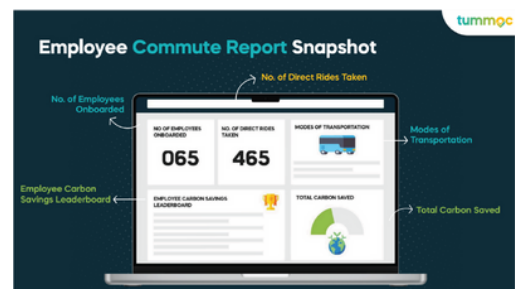 tummoc
Employee Commute Report Snapshot
No. of Direct Rides Taken
No. of Employees
Onboarded
NO OF EMPLOYEES
ONBOARDED
065
NO. OF DIRECT RIDES
TAKEN
465
MODES OF TRANSPORTATION
Modes of
Transportation
Employee Carbon
Savings Leaderboard
EMPLOYEE CARBON SAVINGS
LEADERBOARD
TOTAL CARBON SAVED
Total Carbon Saved